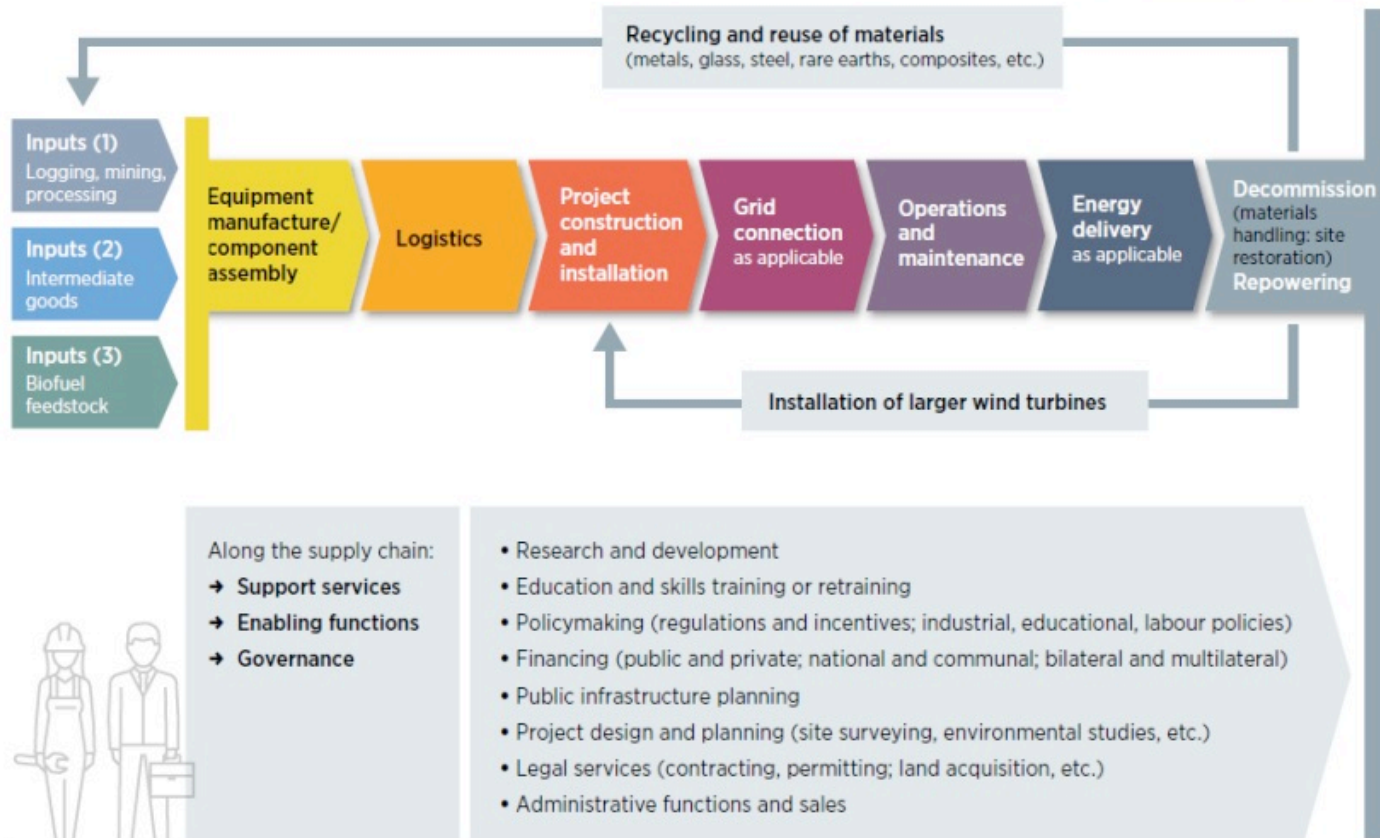 Recycling and reuse of materials
(metals, glass, steel, rare earths, composites, etc.)
Inputs (1)
Logging, mining,
processing
Inputs (2)
Intermediate
goods
Inputs (3)
Biofuel
feedstock
Equipment
manufacture/
component
assembly
Logistics
Project
construction
and
installation
Grid
connection
as applicable
Operations
and
maintenance
Energy
delivery
as applicable
Decommission
(materials
handling: site
restoration)
Repowering
Installation of larger wind turbines
Along the supply chain:
➔ Support services
➔ Enabling functions
➔ Governance
• Research and development
• Education and skills training or retraining
• Policymaking (regulations and incentives; industrial, educational, labour policies)
• Financing (public and private; national and communal; bilateral and multilateral)
• Public infrastructure planning
• Project design and planning (site surveying, environmental studies, etc.)
• Legal services (contracting, permitting; land acquisition, etc.)
• Administrative functions and sales